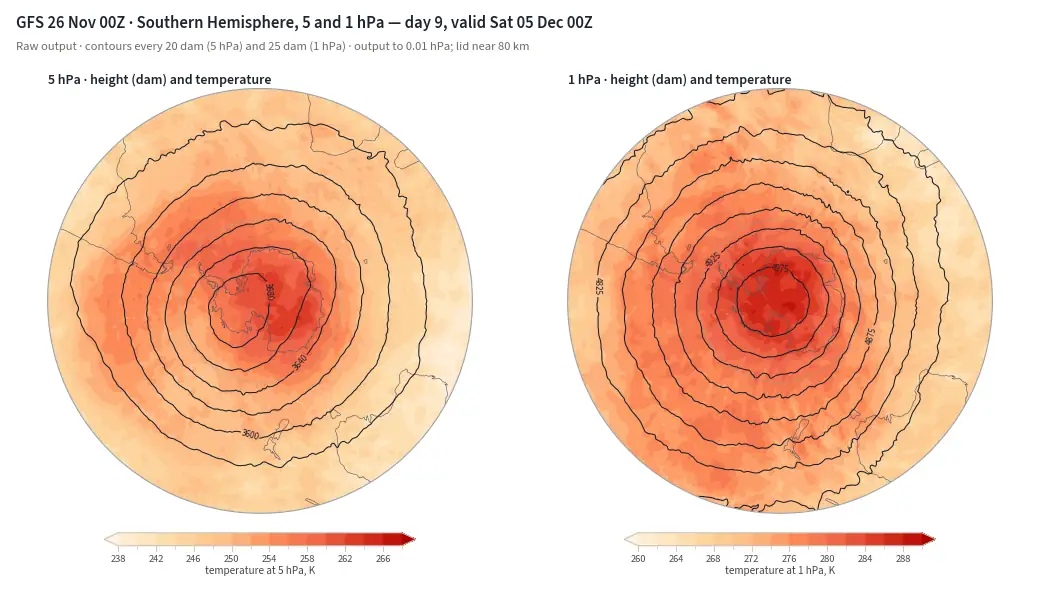 GFS 26 Nov 00Z · Southern Hemisphere, 5 and 1 hPa — day 9, valid Sat 05 Dec 00Z
Raw output · contours every 20 dam (5 hPa) and 25 dam (1 hPa) · output to 0.01 hPa; lid near 80 km
5 hPa · height (dam) and temperature
1 hPa · height (dam) and temperature
3680
3640
3600
4825
4925
4975
4875
238 242 246 250 254 258 262 266
temperature at 5 hPa, K
260 264 268 272 276 280 284 288
temperature at 1 hPa, K